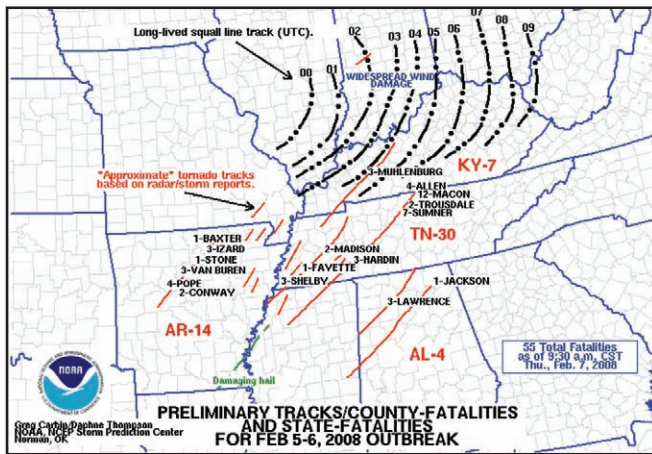 Long-lived squall line track (UTC).
00
01
02
03
04
05
06
07
08
09
WIDESPREAD WIND
DAMAGE
"Approximate" tornado tracks
based on radar/storm reports.
KY-7
3-MUHLENBURG
4-ALLEN
12-MACON
2-TROUSDALE
7-SUMNER
TN-30
1-BAXTER
3-IZARD
1-STONE
3-VAN BUREN
4-POPE
2-CONWAY
2-MADISON
3-HARDIN
1-FAYETTE
3-SHELBY
1-JACKSON
3-LAWRENCE
AR-14
AL-4
55 Total Fatalities
as of 9:30 a.m. CST
Thu., Feb. 7, 2008
NOAA
Damaging hail
PRELIMINARY TRACKS/COUNTY-FATALITIES
AND STATE-FATALITIES
FOR FEB 5-6, 2008 OUTBREAK
Greg Carbin/Daphne Thompson
NOAA, NCEP Storm Prediction Center
Norman, OK